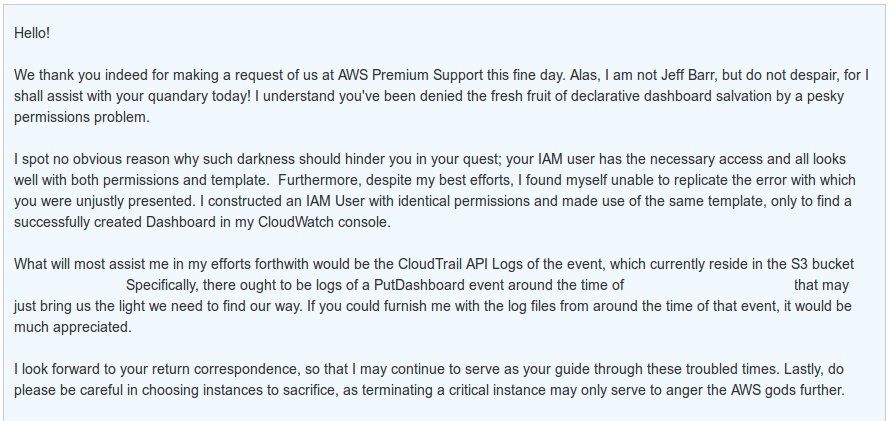 Hello!
We thank you indeed for making a request of us at AWS Premium Support this fine day. Alas, I am not Jeff Barr, but do not despair, for I
shall assist with your quandary today! I understand you've been denied the fresh fruit of declarative dashboard salvation by a pesky
permissions problem.
I spot no obvious reason why such darkness should hinder you in your quest; your IAM user has the necessary access and all looks
well with both permissions and template.  Furthermore, despite my best efforts, I found myself unable to replicate the error with which
you were unjustly presented. I constructed an IAM User with identical permissions and made use of the same template, only to find a
successfully created Dashboard in my CloudWatch console.
What will most assist me in my efforts forthwith would be the CloudTrail API Logs of the event, which currently reside in the S3 bucket
Specifically, there ought to be logs of a PutDashboard event around the time of that may
just bring us the light we need to find our way. If you could furnish me with the log files from around the time of that event, it would be
much appreciated.
I look forward to your return correspondence, so that I may continue to serve as your guide through these troubled times. Lastly, do
please be careful in choosing instances to sacrifice, as terminating a critical instance may only serve to anger the AWS gods further.